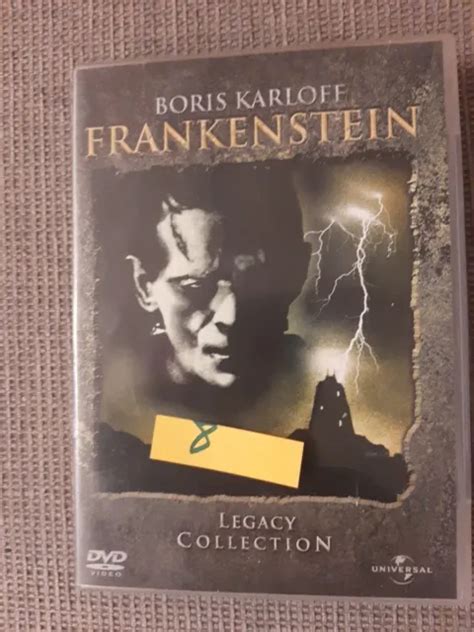 BORIS KARLOFF
FRANKENSTEIN
8
LEGACY
COLLECTION
DVD
VIDEO
UNIVERSAL